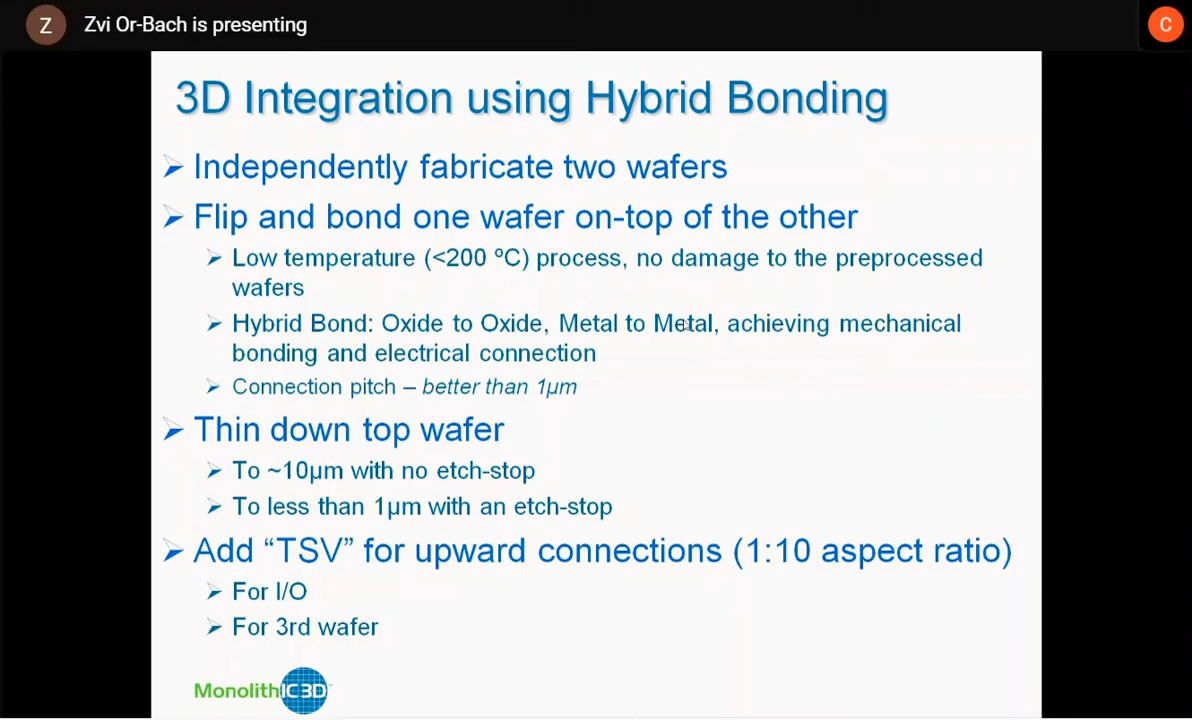 Z
Zvi Or-Bach is presenting
C
3D Integration using Hybrid Bonding
Independently fabricate two wafers
Flip and bond one wafer on-top of the other
Low temperature (<200 ºC) process, no damage to the preprocessed
wafers
Hybrid Bond: Oxide to Oxide, Metal to Metal, achieving mechanical
bonding and electrical connection
Connection pitch – better than 1µm
Thin down top wafer
To ~10µm with no etch-stop
To less than 1µm with an etch-stop
Add “TSV” for upward connections (1:10 aspect ratio)
For I/O
For 3rd wafer
MonolithIC3D